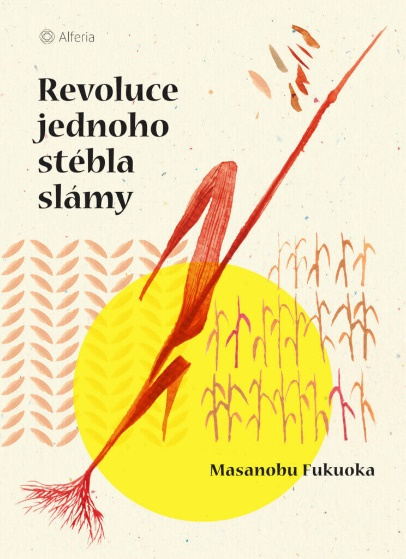 Alferia
Revoluce
jednoho
stébla
slámy
Masanobu Fukuoka